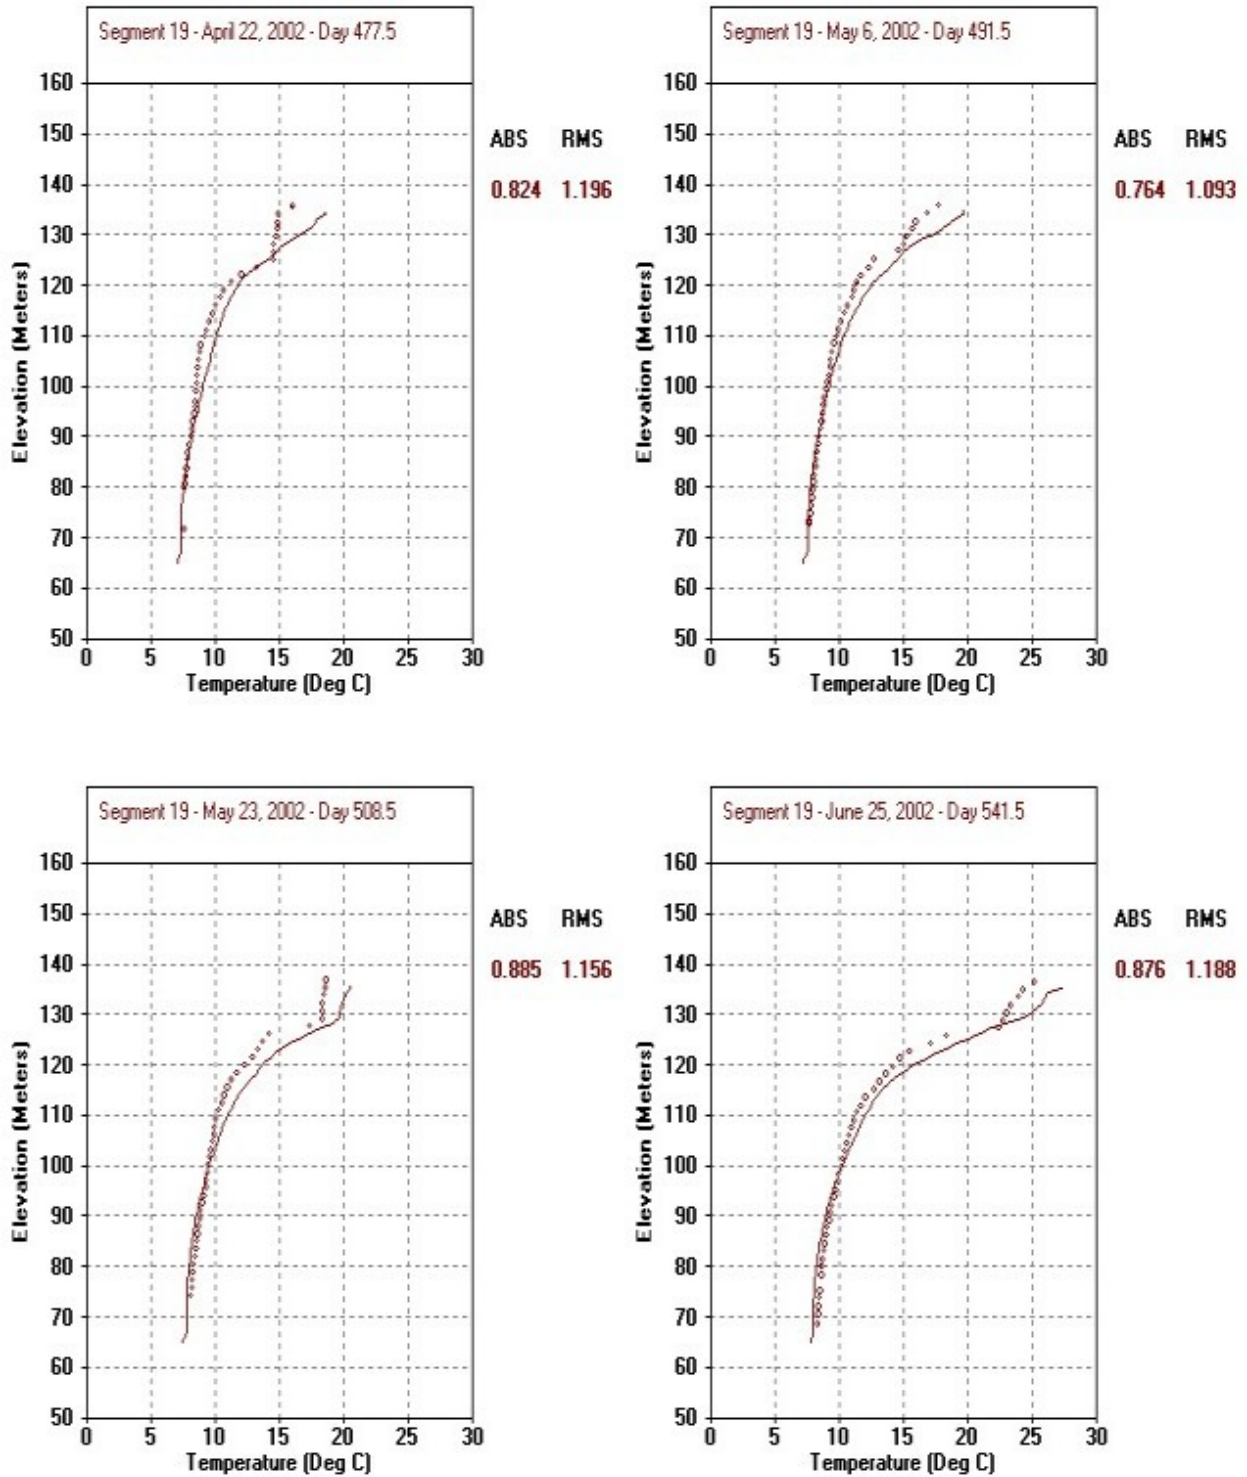 Segment 19 - April 22, 2002 - Day 477.5
160
150
140
130
120
110
100
90
80
70
60
50
0 5 10 15 20 25 30
Elevation (Meters)
Temperature (Deg C)
ABS RMS
0.824 1.196
Segment 19 - May 6, 2002 - Day 491.5
160
150
140
130
120
110
100
90
80
70
60
50
0 5 10 15 20 25 30
Elevation (Meters)
Temperature (Deg C)
ABS RMS
0.764 1.093
Segment 19 - May 23, 2002 - Day 508.5
160
150
140
130
120
110
100
90
80
70
60
50
0 5 10 15 20 25 30
Elevation (Meters)
Temperature (Deg C)
ABS RMS
0.885 1.156
Segment 19 - June 25, 2002 - Day 541.5
160
150
140
130
120
110
100
90
80
70
60
50
0 5 10 15 20 25 30
Elevation (Meters)
Temperature (Deg C)
ABS RMS
0.876 1.188